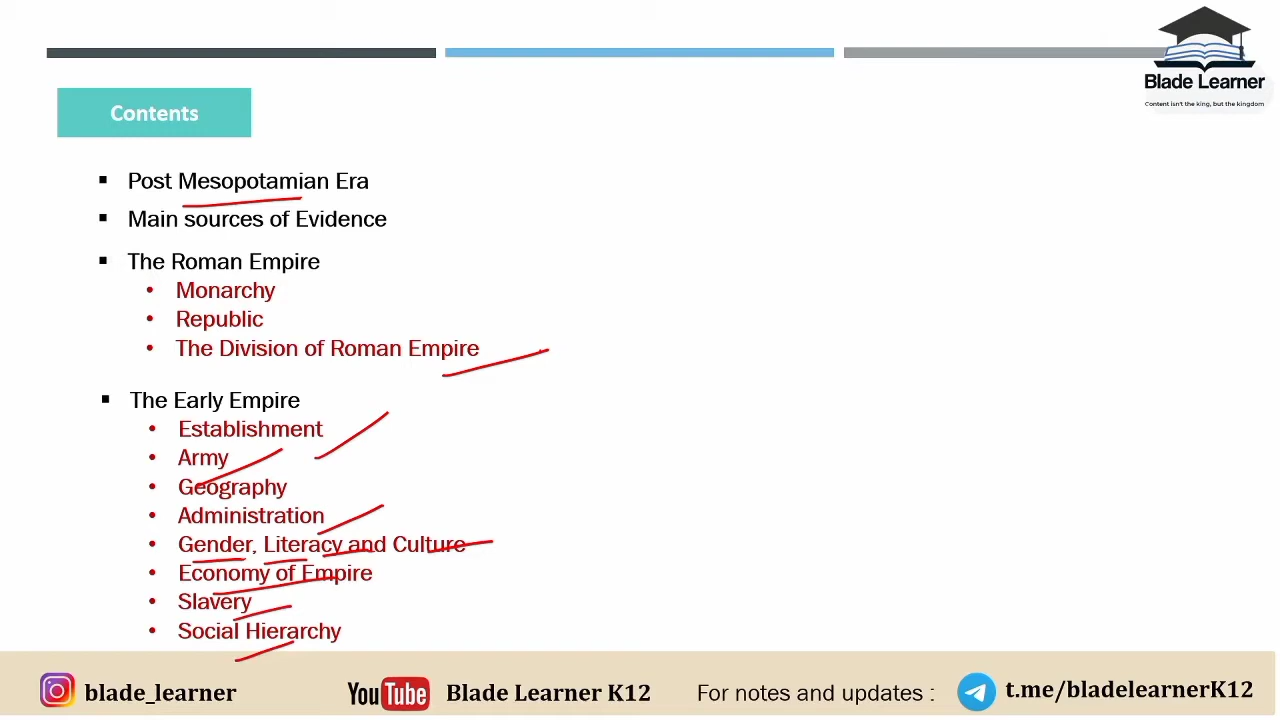 Blade Learner
Content isn't the king, but the kingdom
Contents
▪ Post Mesopotamian Era
▪ Main sources of Evidence
▪ The Roman Empire
• Monarchy
• Republic
• The Division of Roman Empire
▪ The Early Empire
• Establishment
• Army
• Geography
• Administration
• Gender, Literacy and Culture
• Economy of Empire
• Slavery
• Social Hierarchy
blade_learner
YouTube Blade Learner K12
For notes and updates :
t.me/bladelearnerK12